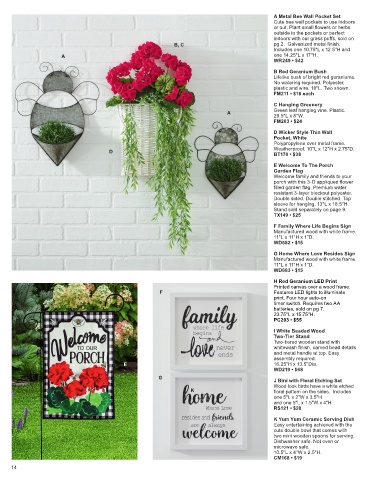 A Metal Bee Wall Pocket Set
Cute bee wall pockets to use indoors
or out. Plant small flowers or herbs
outside in the pockets or perfect
indoors with our grass puffs, sold on
pg 2. Galvanized metal finish.
Includes one 10.75"L x 12.5"H and
one 14.25"L x 17"H.
WR249 • $42
B Red Geranium Bush
Lifelike bush of bright red geraniums.
No watering required. Polyester,
plastic and wire. 18"L. Two shown.
FM211 • $19 each
C Hanging Greenery
Green leaf hanging vine. Plastic.
29.5"L x 8"W.
FM203 • $24
D Wicker Style Thin Wall
Pocket, White
Polypropylene over metal frame.
Weatherproof. 10"L x 12"H x 2.75"D.
BT179 • $38
E Welcome To The Porch
Garden Flag
Welcome family and friends to your
porch with this 3-D appliqued flower
filled garden flag. Premium water
resistant 3-layer blockout polyester.
Double sided. Double stitched. Top
sleeve for hanging. 13"L x 18.5"H.
Stand sold separately on page 9.
TX149 • $25
F Family Where Life Begins Sign
Manufactured wood with white frame.
11"L x 11"H x 1"D.
WD682 • $15
G Home Where Love Resides Sign
Manufactured wood with white frame.
11"L x 11"H x 1"D.
WD683 • $15
H Red Geranium LED Print
Printed canvas over a wood frame.
Features LED lights to illuminate
print. Four hour auto-on
timer switch. Requires two AA
batteries, sold on pg 7.
23.75"L x 15.75"H.
PC203 • $55
I White Beaded Wood
Two-Tier Stand
Two-tiered wooden stand with
whitewash finish, carved bead details
and metal handle at top. Easy
assembly required.
16.25"H x 13.5"Dia.
WD219 • $68
J Bird with Floral Etching Set
Wood look birds have a white etched
floral pattern on the sides. Includes
one 5"L x 2"W x 3.5"H
and one 5"L x 1.5"W x 4"H.
RS121 • $28
K Yum Yum Ceramic Serving Dish
Easy entertaining achieved with the
cute double bowl that comes with
two mini wooden spoons for serving.
Dishwasher safe. Not oven or
microwave safe.
10.5"L x 4"W x 2.5"H.
CM168 • $19
A
B, C
A
D
F
G
K
Welcome
TO OUR
PORCH
family
where life
begins
and
love never
ends
home
Where Love
resides and friends
are always
welcome
14